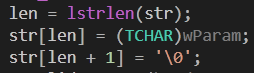 len = lstrlen(str);
str[len] = (TCHAR)wParam;
str[len + 1] = '\0';